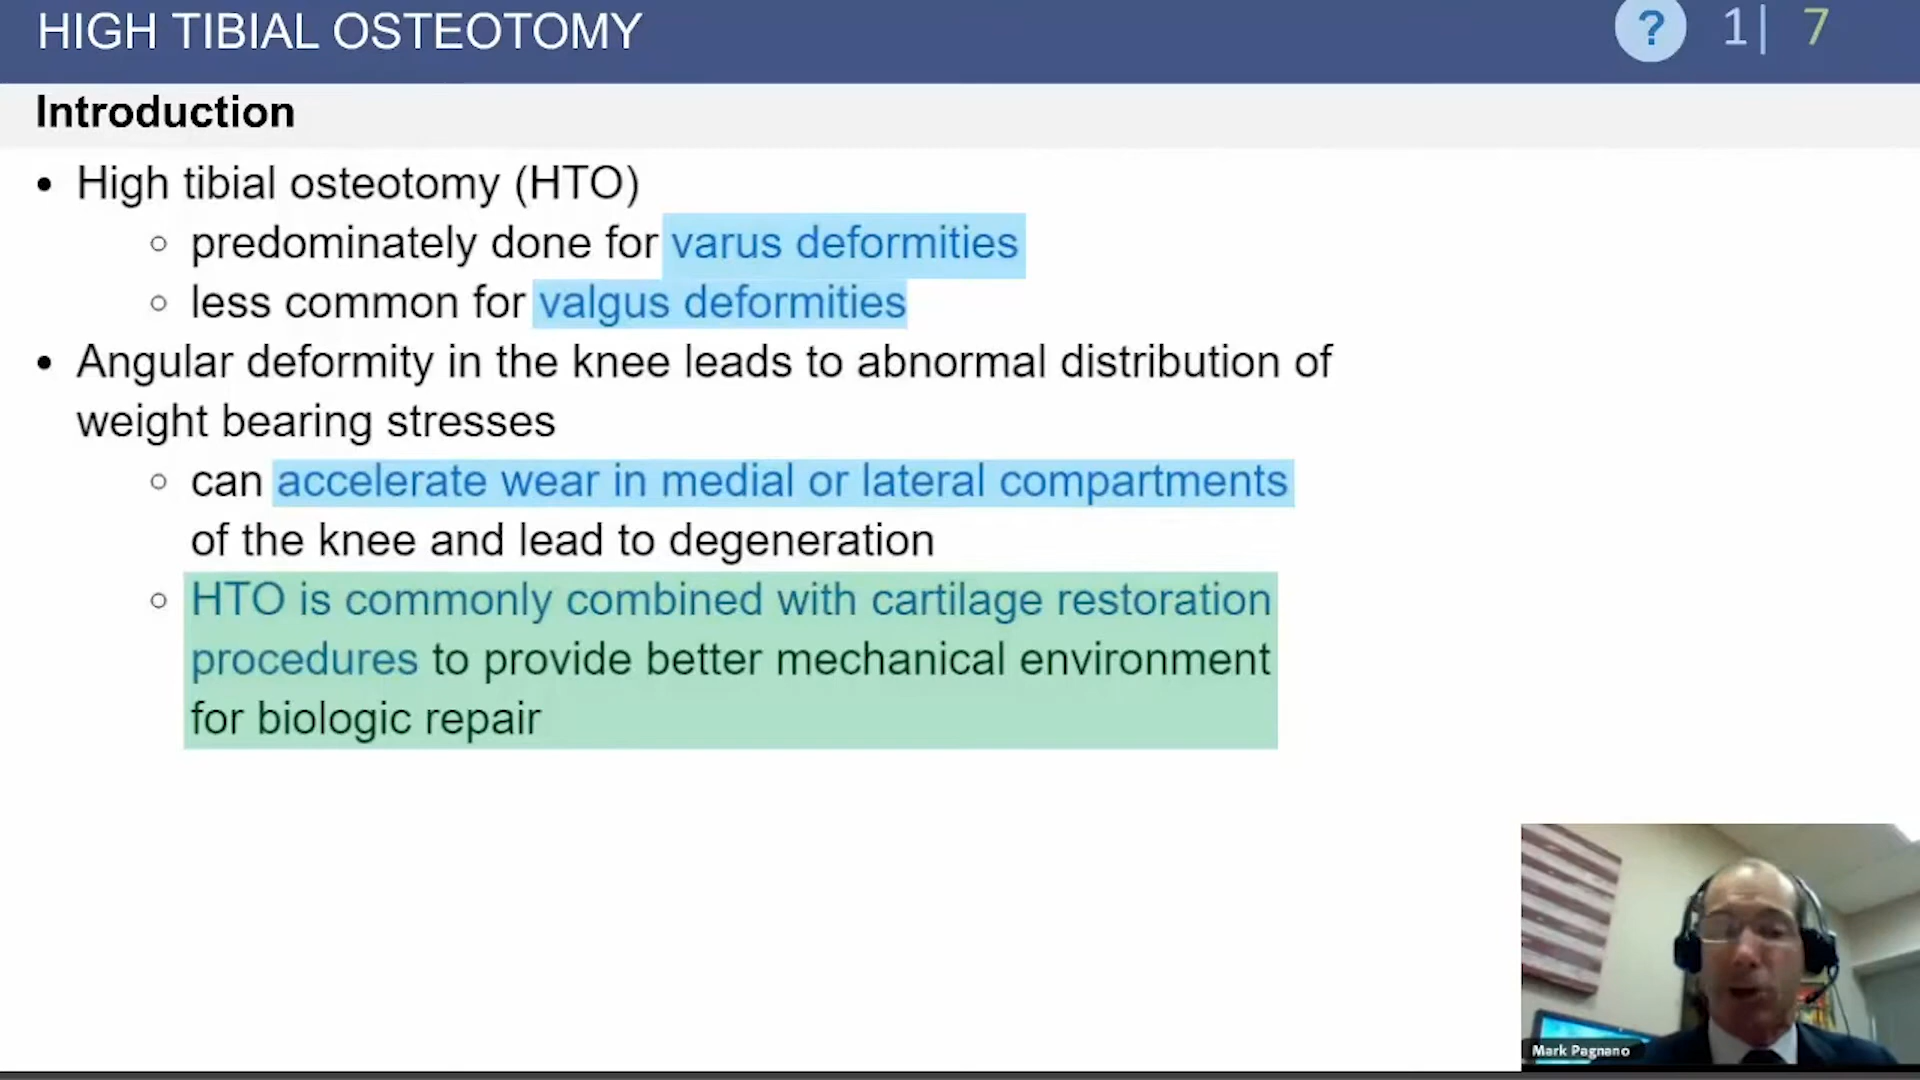 HIGH TIBIAL OSTEOTOMY
? 1| 7
Introduction
• High tibial osteotomy (HTO)
○ predominately done for varus deformities
○ less common for valgus deformities
• Angular deformity in the knee leads to abnormal distribution of
weight bearing stresses
○ can accelerate wear in medial or lateral compartments
of the knee and lead to degeneration
○ HTO is commonly combined with cartilage restoration
procedures to provide better mechanical environment
for biologic repair
Mark Pagnano